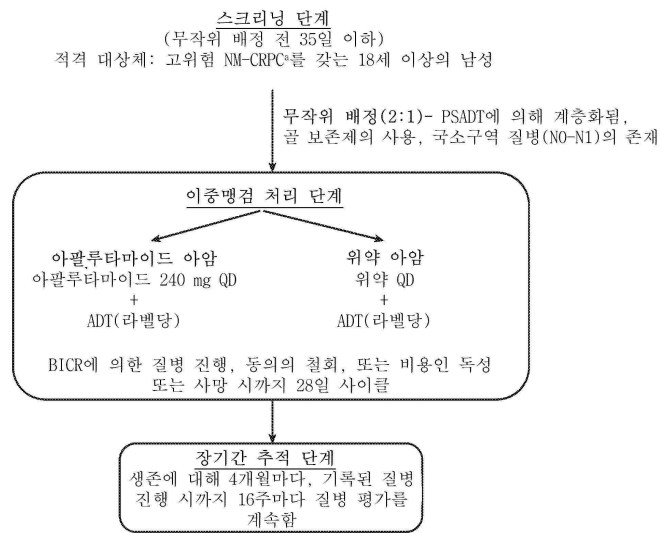 스크리닝 단계
(무작위 배정 전 35일 이하)
적격 대상체: 고위험 NM-CRPCᵃ를 갖는 18세 이상의 남성
무작위 배정(2:1)- PSADT에 의해 계층화됨,
골 보존제의 사용, 국소구역 질병(N0-N1)의 존재
이중맹검 처리 단계
아팔루타마이드 아암
아팔루타마이드 240 mg QD
+
ADT(라벨당)
위약 아암
위약 QD
+
ADT(라벨당)
BICR에 의한 질병 진행, 동의의 철회, 또는 비용인 독성
또는 사망 시까지 28일 사이클
장기간 추적 단계
생존에 대해 4개월마다, 기록된 질병
진행 시까지 16주마다 질병 평가를
계속함